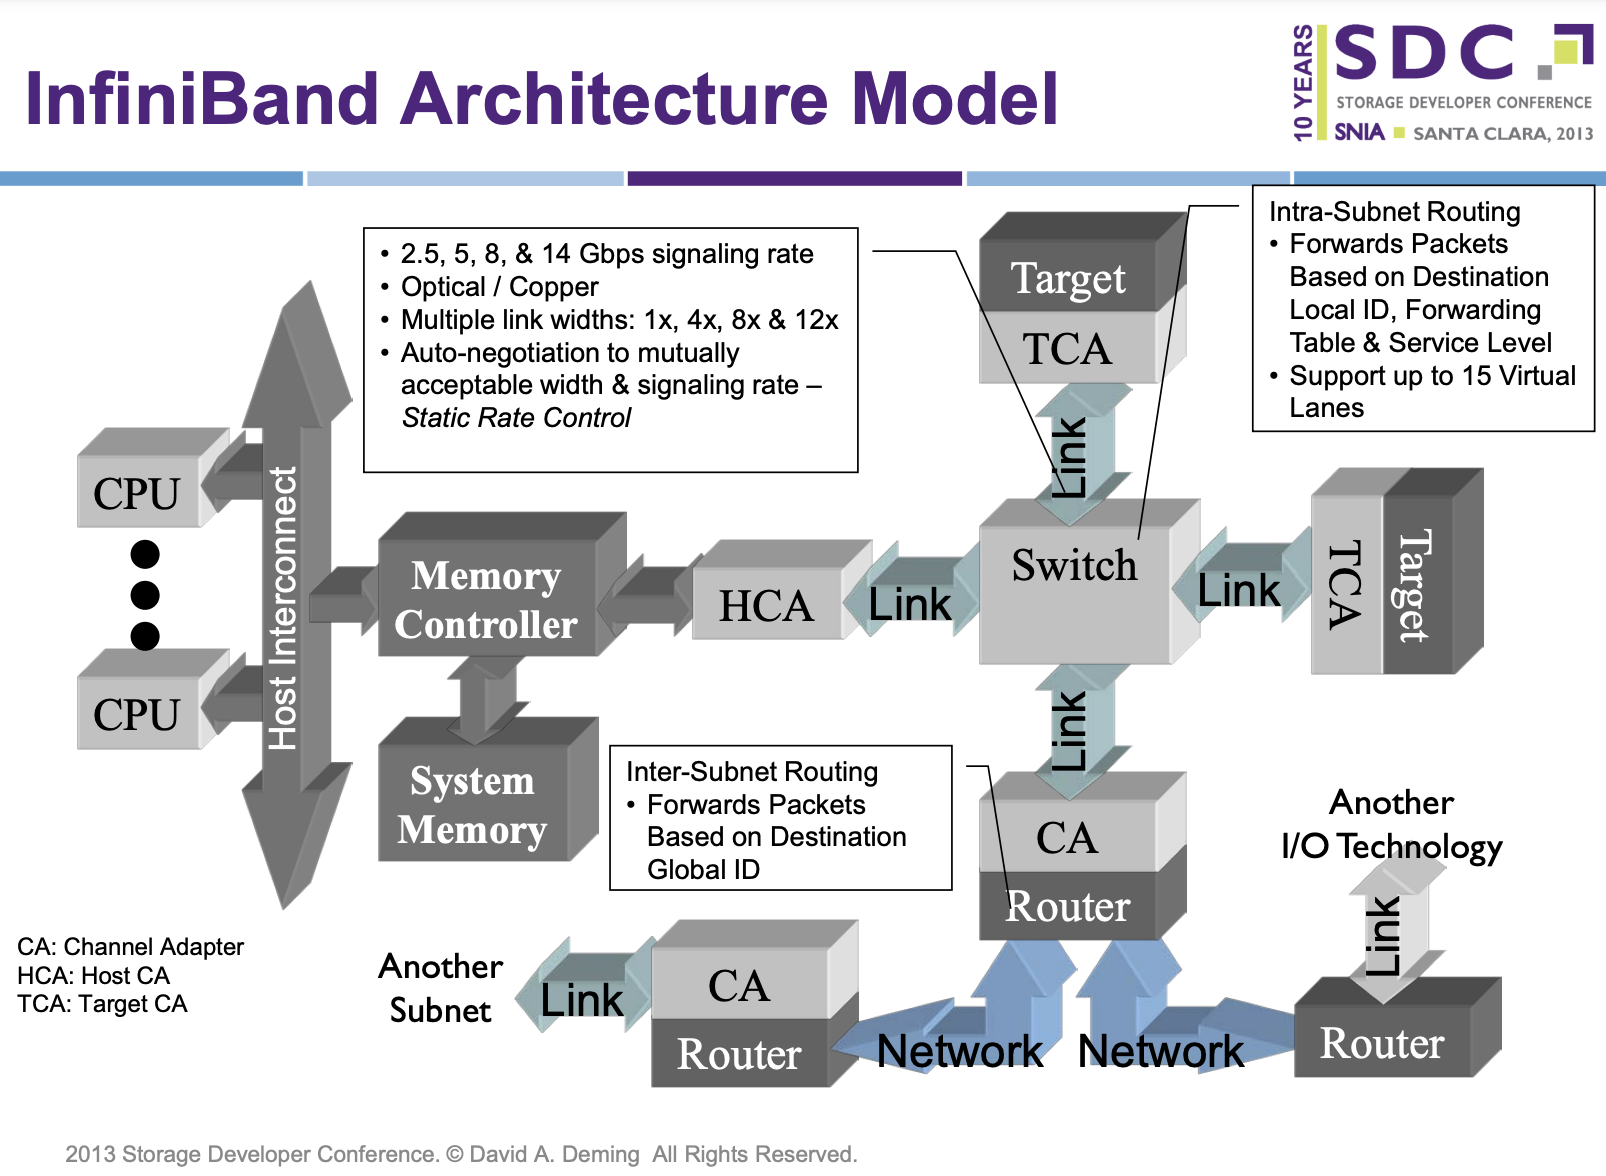 InfiniBand Architecture Model
10 YEARS
SDC
STORAGE DEVELOPER CONFERENCE
SNIA SANTA CLARA, 2013
• 2.5, 5, 8, & 14 Gbps signaling rate
• Optical / Copper
• Multiple link widths: 1x, 4x, 8x & 12x
• Auto-negotiation to mutually
acceptable width & signaling rate –
Static Rate Control
Target
TCA
Link
Intra-Subnet Routing
• Forwards Packets
Based on Destination
Local ID, Forwarding
Table & Service Level
• Support up to 15 Virtual
Lanes
CPU
CPU
Host Interconnect
Memory
Controller
System
Memory
HCA
Link
Switch
Link
TCA
Target
Link
Inter-Subnet Routing
• Forwards Packets
Based on Destination
Global ID
CA
Router
Another
I/O Technology
Link
Router
CA: Channel Adapter
HCA: Host CA
TCA: Target CA
Another
Subnet
Link
CA
Router
Network
Network
2013 Storage Developer Conference. © David A. Deming  All Rights Reserved.